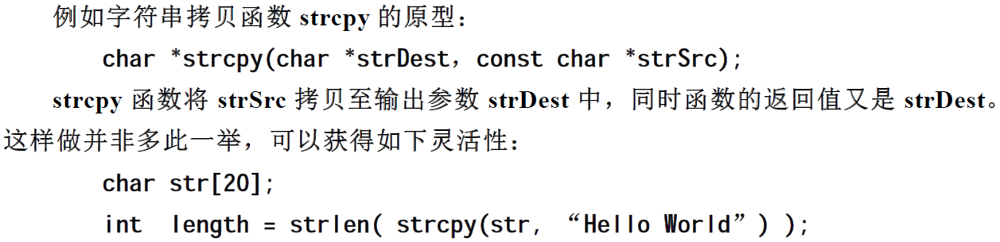 例如字符串拷贝函数 strcpy 的原型：
char *strcpy(char *strDest，const char *strSrc);
strcpy 函数将 strSrc 拷贝至输出参数 strDest 中，同时函数的返回值又是 strDest。
这样做并非多此一举，可以获得如下灵活性：
char str[20];
int  length = strlen( strcpy(str, “Hello World”) );